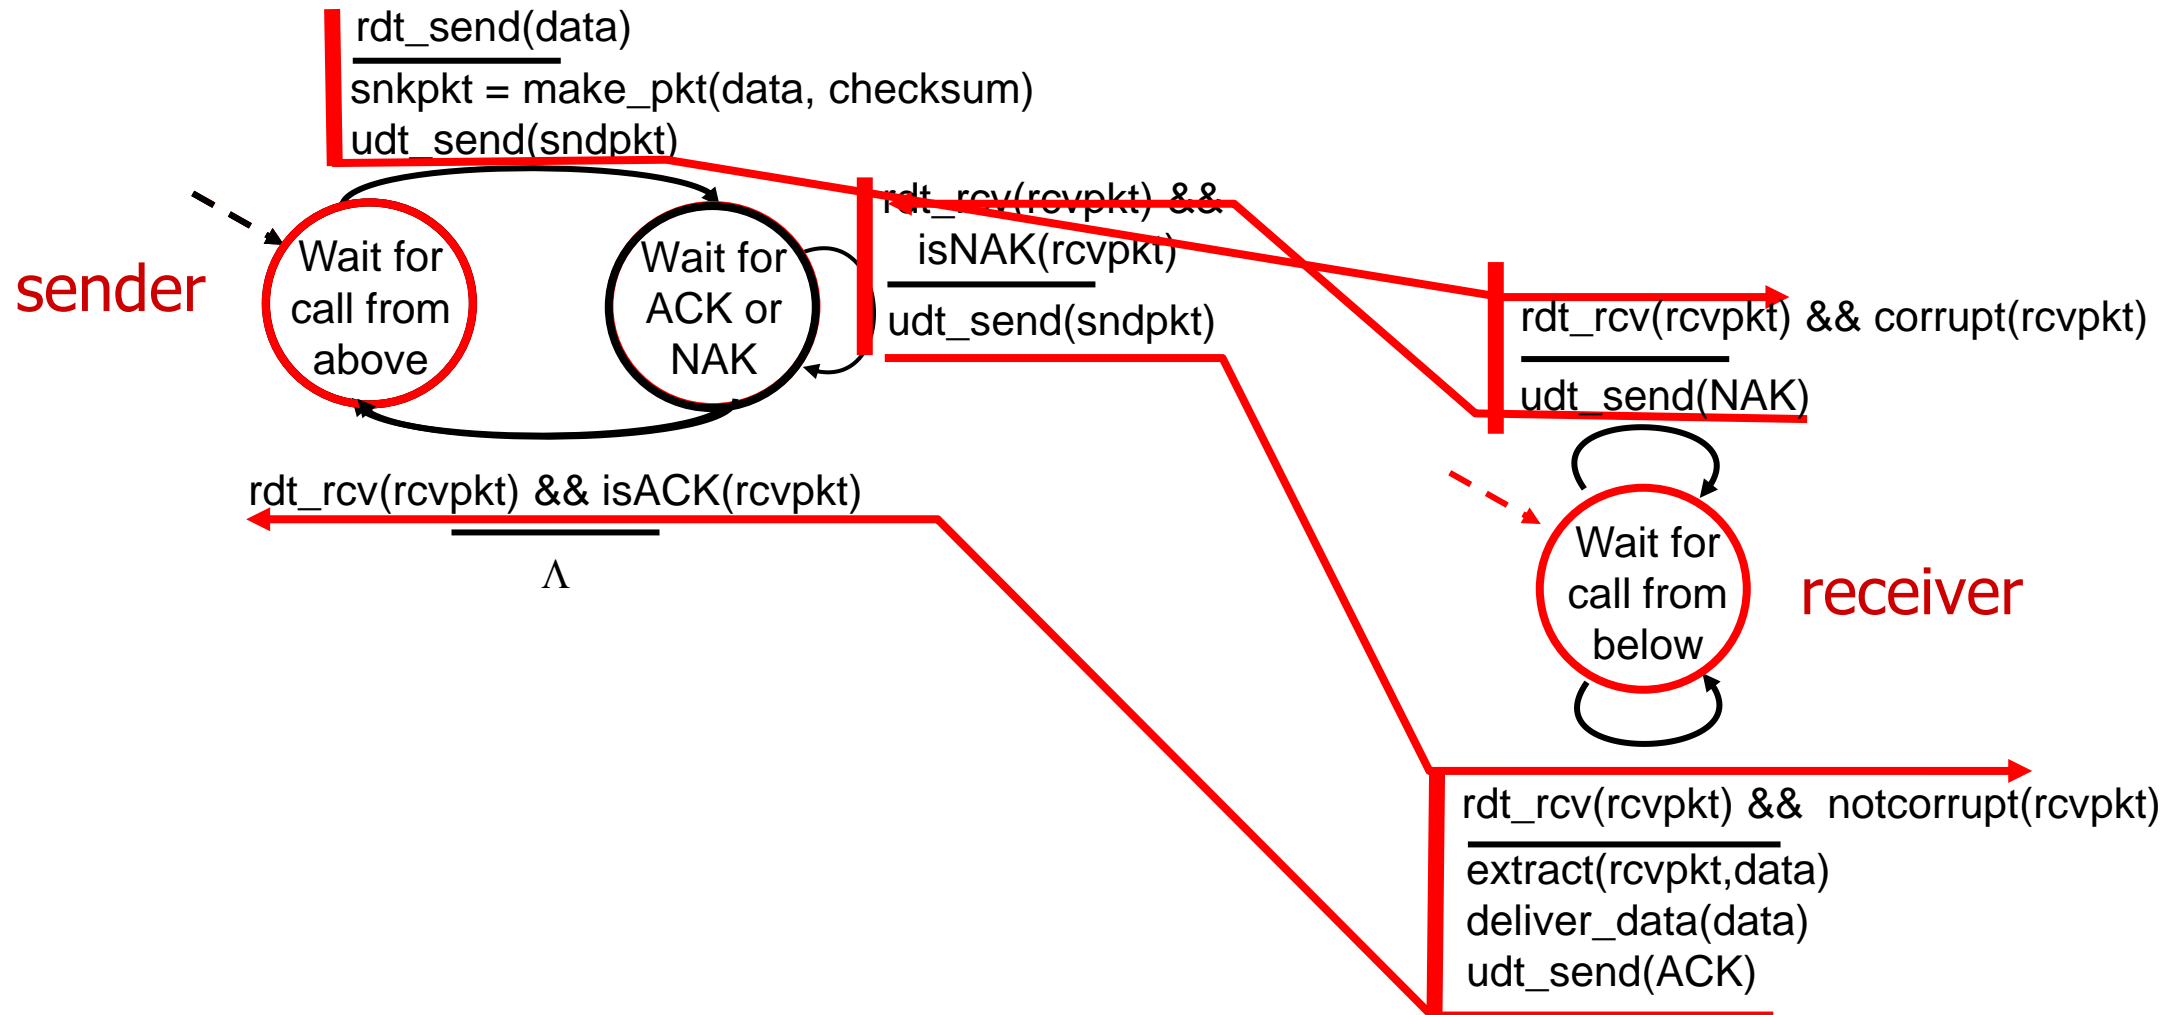 rdt_send(data)
snkpkt = make_pkt(data, checksum)
udt_send(sndpkt)
sender
Wait for
call from
above
Wait for
ACK or
NAK
rdt_rcv(rcvpkt) &&
isNAK(rcvpkt)
udt_send(sndpkt)
rdt_rcv(rcvpkt) && corrupt(rcvpkt)
udt_send(NAK)
rdt_rcv(rcvpkt) && isACK(rcvpkt)
Λ
Wait for
call from
below
receiver
rdt_rcv(rcvpkt) && notcorrupt(rcvpkt)
extract(rcvpkt,data)
deliver_data(data)
udt_send(ACK)